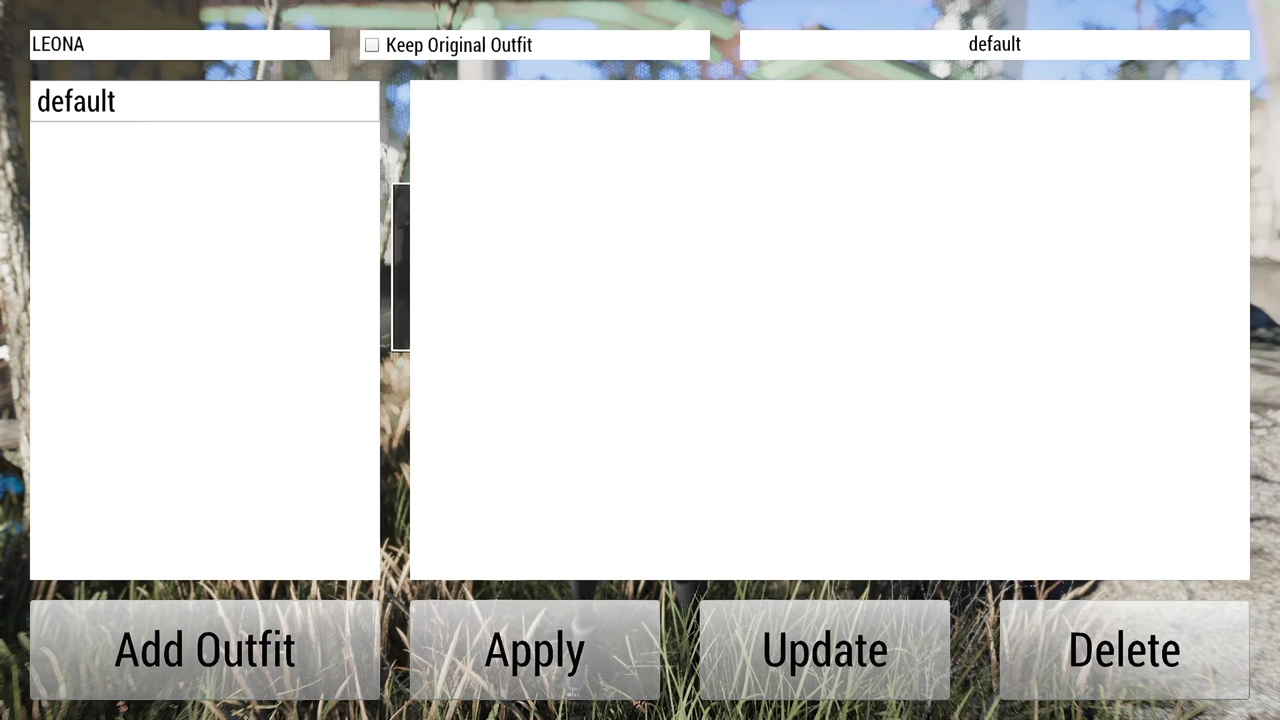 LEONA
Keep Original Outfit
default
default
Add Outfit
Apply
Update
Delete